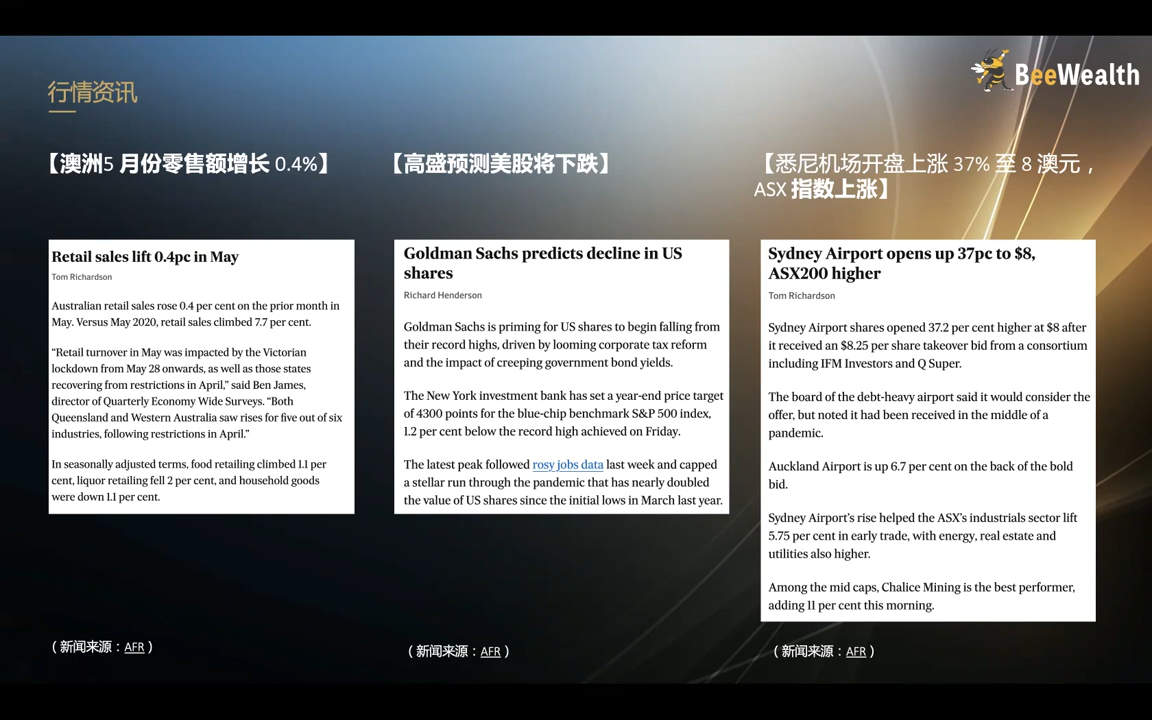 BeeWealth
行情资讯
【澳洲5 月份零售额增长 0.4%】
Retail sales lift 0.4pc in May
Tom Richardson
Australian retail sales rose 0.4 per cent on the prior month in
May. Versus May 2020, retail sales climbed 7.7 per cent.
“Retail turnover in May was impacted by the Victorian
lockdown from May 28 onwards, as well as those states
recovering from restrictions in April,” said Ben James,
director of Quarterly Economy Wide Surveys. “Both
Queensland and Western Australia saw rises for five out of six
industries, following restrictions in April.”
In seasonally adjusted terms, food retailing climbed 1.1 per
cent, liquor retailing fell 2 per cent, and household goods
were down 1.1 per cent.
（新闻来源：AFR）
【高盛预测美股将下跌】
Goldman Sachs predicts decline in US
shares
Richard Henderson
Goldman Sachs is priming for US shares to begin falling from
their record highs, driven by looming corporate tax reform
and the impact of creeping government bond yields.
The New York investment bank has set a year-end price target
of 4300 points for the blue-chip benchmark S&P 500 index,
1.2 per cent below the record high achieved on Friday.
The latest peak followed rosy jobs data last week and capped
a stellar run through the pandemic that has nearly doubled
the value of US shares since the initial lows in March last year.
（新闻来源：AFR）
【悉尼机场开盘上涨 37% 至 8 澳元，
ASX 指数上涨】
Sydney Airport opens up 37pc to $8,
ASX200 higher
Tom Richardson
Sydney Airport shares opened 37.2 per cent higher at $8 after
it received an $8.25 per share takeover bid from a consortium
including IFM Investors and Q Super.
The board of the debt-heavy airport said it would consider the
offer, but noted it had been received in the middle of a
pandemic.
Auckland Airport is up 6.7 per cent on the back of the bold
bid.
Sydney Airport’s rise helped the ASX’s industrials sector lift
5.75 per cent in early trade, with energy, real estate and
utilities also higher.
Among the mid caps, Chalice Mining is the best performer,
adding 11 per cent this morning.
（新闻来源：AFR）